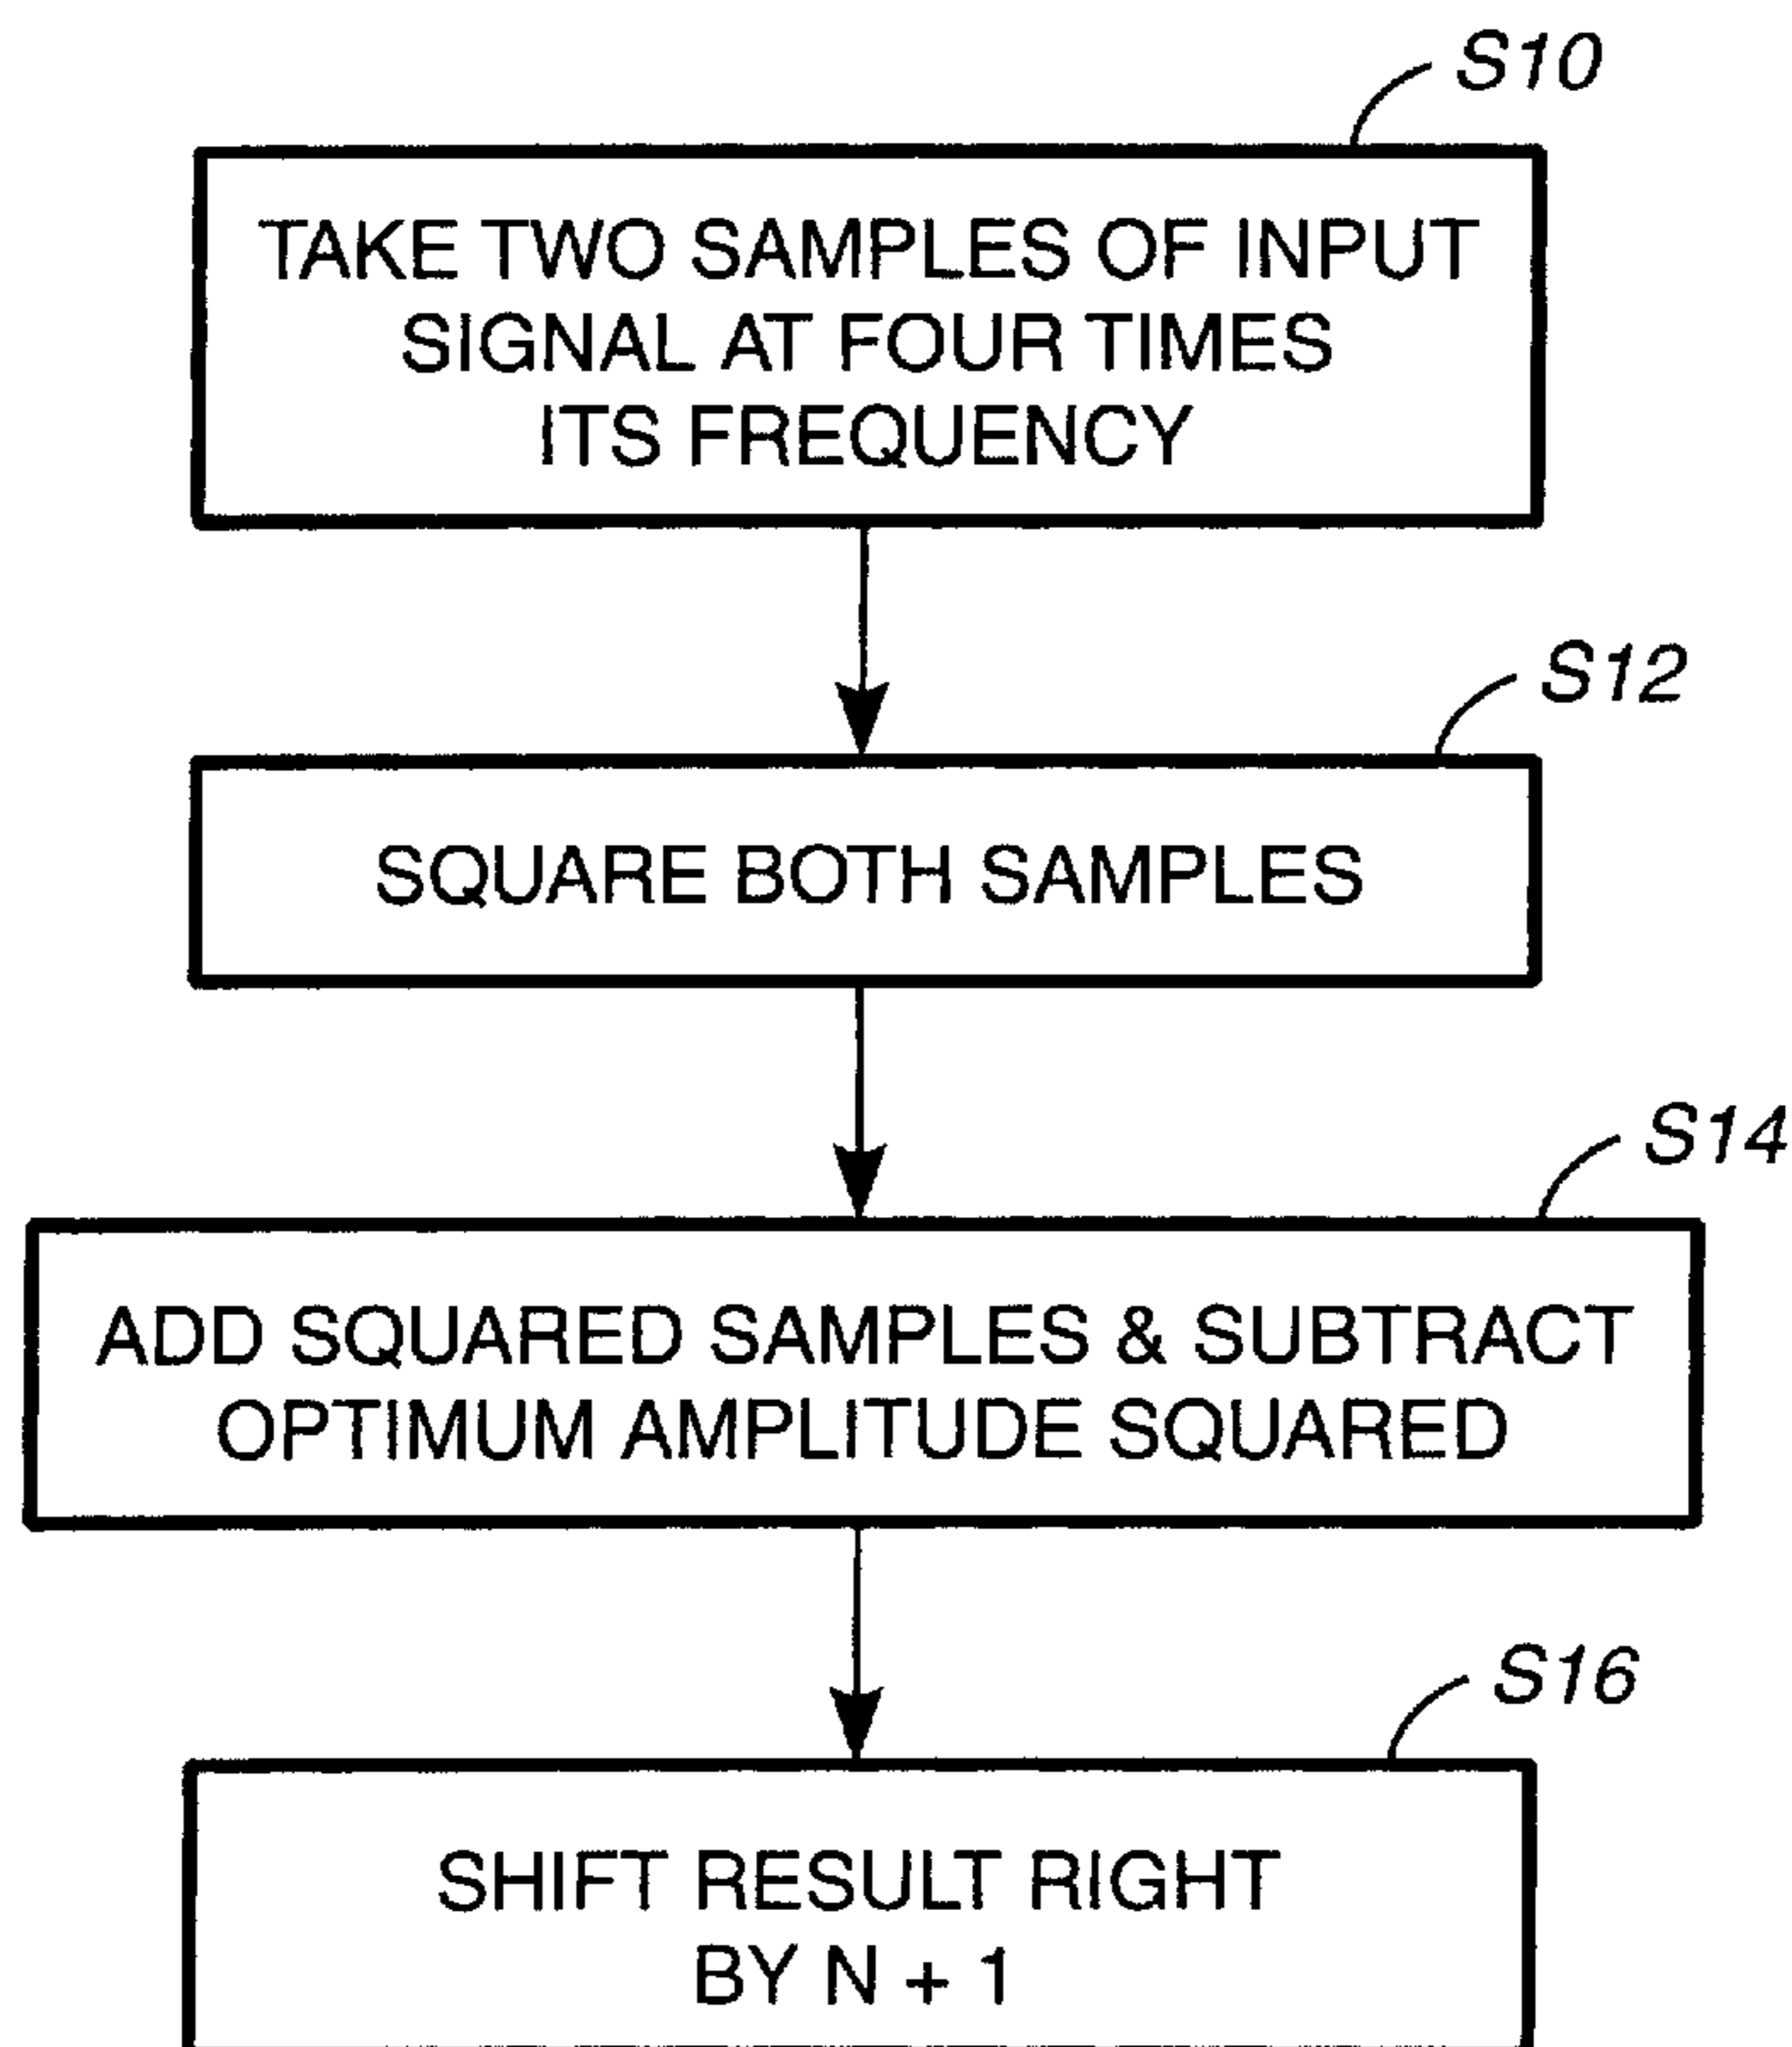 S10
TAKE TWO SAMPLES OF INPUT
SIGNAL AT FOUR TIMES
ITS FREQUENCY
S12
SQUARE BOTH SAMPLES
S14
ADD SQUARED SAMPLES & SUBTRACT
OPTIMUM AMPLITUDE SQUARED
S16
SHIFT RESULT RIGHT
BY N + 1